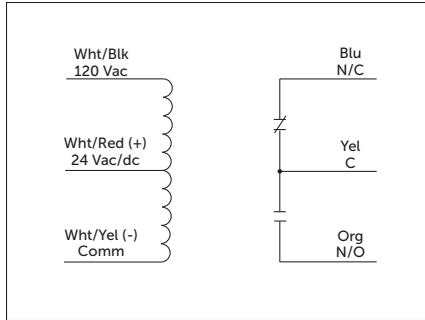 Wht/Blk
120 Vac
Wht/Red (+)
24 Vac/dc
Wht/Yel (-)
Comm
Blu
N/C
Yel
C
Org
N/O